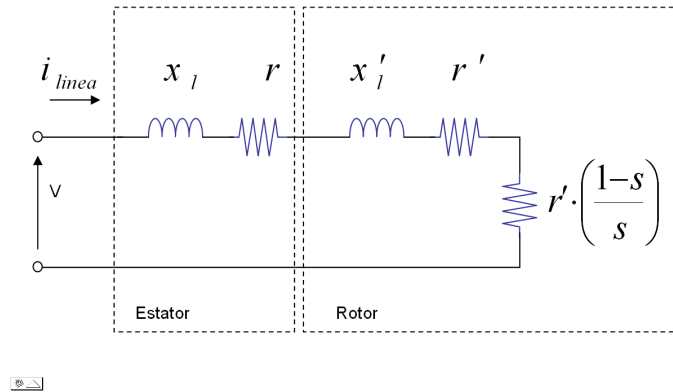 i linea
x l
r
x'l
r'
V
r'·((1−s)/s)
Estator
Rotor